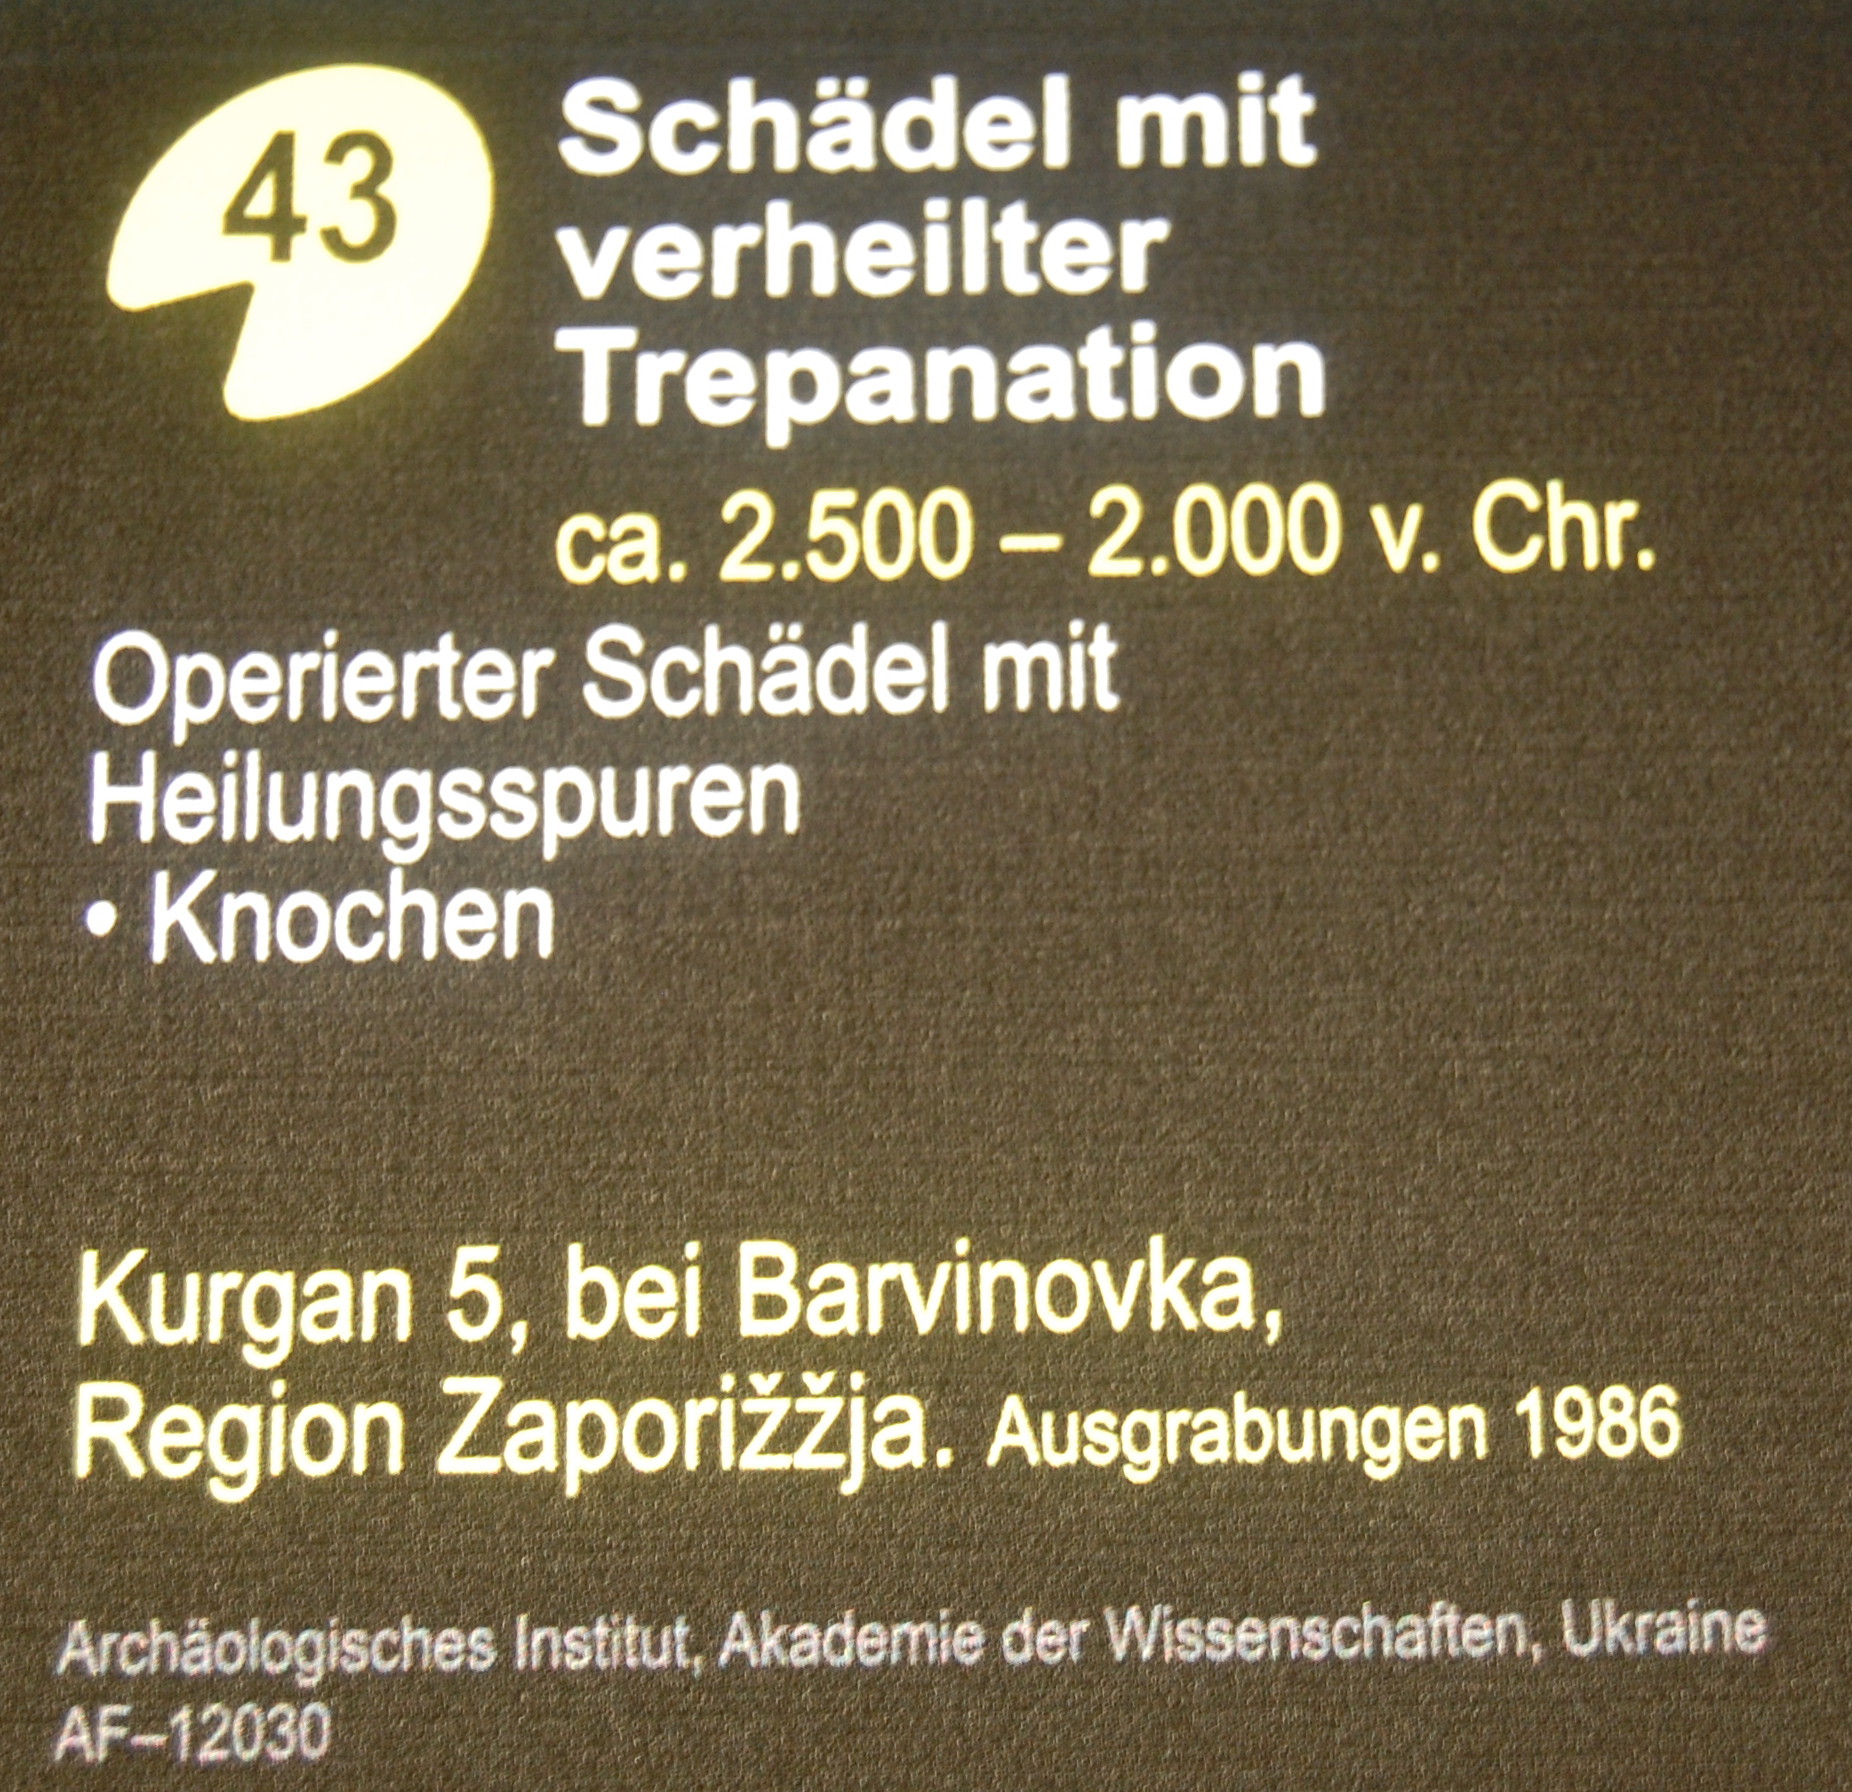 43
Schädel mit
verheilter
Trepanation
ca. 2.500 – 2.000 v. Chr.
Operierter Schädel mit
Heilungsspuren
• Knochen
Kurgan 5, bei Barvinovka,
Region Zaporižžja. Ausgrabungen 1986
Archäologisches Institut, Akademie der Wissenschaften, Ukraine
AF–12030